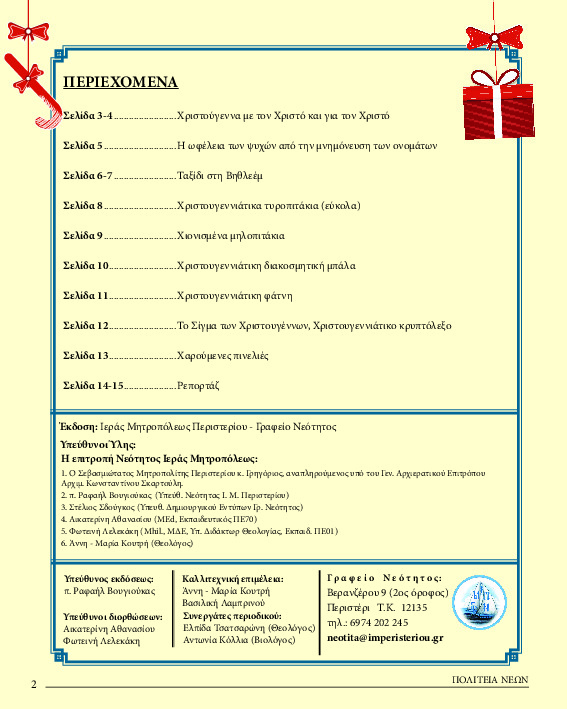 ΠΕΡΙΕΧΟΜΕΝΑ
Σελίδα 3-4.......................Χριστούγεννα με τον Χριστό και για τον Χριστό
Σελίδα 5..........................Η ωφέλεια των ψυχών από την μνημόνευση των ονομάτων
Σελίδα 6-7.......................Ταξίδι στη Βηθλεέμ
Σελίδα 8..........................Χριστουγεννιάτικα τυροπιτάκια (εύκολα)
Σελίδα 9..........................Χιονισμένα μηλοπιτάκια
Σελίδα 10........................Χριστουγεννιάτικη διακοσμητική μπάλα
Σελίδα 11........................Χριστουγεννιάτικη φάτνη
Σελίδα 12........................Το Σίγμα των Χριστουγέννων, Χριστουγεννιάτικο κρυπτόλεξο
Σελίδα 13........................Χαρούμενες πινελιές
Σελίδα 14-15...................Ρεπορτάζ
Έκδοση: Ιεράς Μητροπόλεως Περιστερίου - Γραφείο Νεότητος
Υπεύθυνοι Ύλης:
Η επιτροπή Νεότητος Ιεράς Μητροπόλεως:
1. Ο Σεβασμιώτατος Μητροπολίτης Περιστερίου κ. Γρηγόριος, αναπληρούμενος υπό του Γεν. Αρχιερατικού Επιτρόπου
Αρχιμ. Κωνσταντίνου Σκαρτούλη.
2. π. Ραφαήλ Βουγιούκας (Υπεύθ. Νεότητας Ι. Μ. Περιστερίου)
3. Στέλιος Σδούγκος (Υπευθ. Δημιουργικού Εντύπων Γρ. Νεότητος)
4. Αικατερίνη Αθανασίου (MEd, Εκπαιδευτικός ΠΕ70)
5. Φωτεινή Λελεκάκη (Mhil., ΜΔΕ, Υπ. Διδάκτωρ Θεολογίας, Εκπαιδ. ΠΕ01)
6. Άννη - Μαρία Κουτρή (Θεολόγος)
Υπεύθυνος εκδόσεως:
π. Ραφαήλ Βουγιούκας
Υπεύθυνοι διορθώσεων:
Αικατερίνη Αθανασίου
Φωτεινή Λελεκάκη
Καλλιτεχνική επιμέλεια:
Άννη - Μαρία Κουτρή
Βασιλική Λαμπρινού
Συνεργάτες περιοδικού:
Ελπίδα Τσατσαρώνη (Θεολόγος)
Αντωνία Κόλλια (Βιολόγος)
Γραφείο Νεότητος:
Βερανζέρου 9 (2ος όροφος)
Περιστέρι Τ.Κ. 12135
τηλ.: 6974 202 245
neotita@imperisteriou.gr
2
ΠΟΛΙΤΕΙΑ ΝΕΩΝ